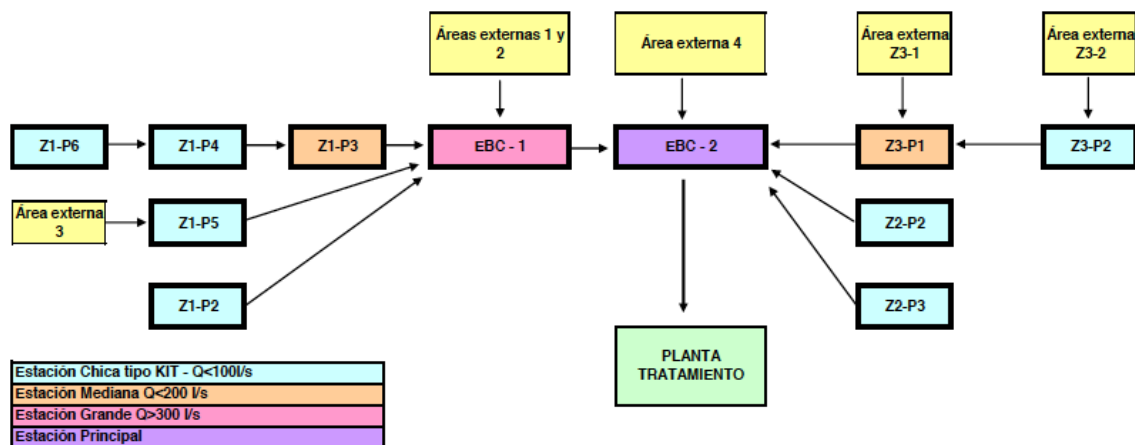 Áreas externas 1 y
2
Área externa 4
Área externa
Z3-1
Área externa
Z3-2
Z1-P6
Z1-P4
Z1-P3
EBC - 1
EBC - 2
Z3-P1
Z3-P2
Área externa
3
Z1-P5
Z2-P2
Z1-P2
Z2-P3
PLANTA
TRATAMIENTO
Estación Chica tipo KIT - Q<100l/s
Estación Mediana Q<200 l/s
Estación Grande Q>300 l/s
Estación Principal